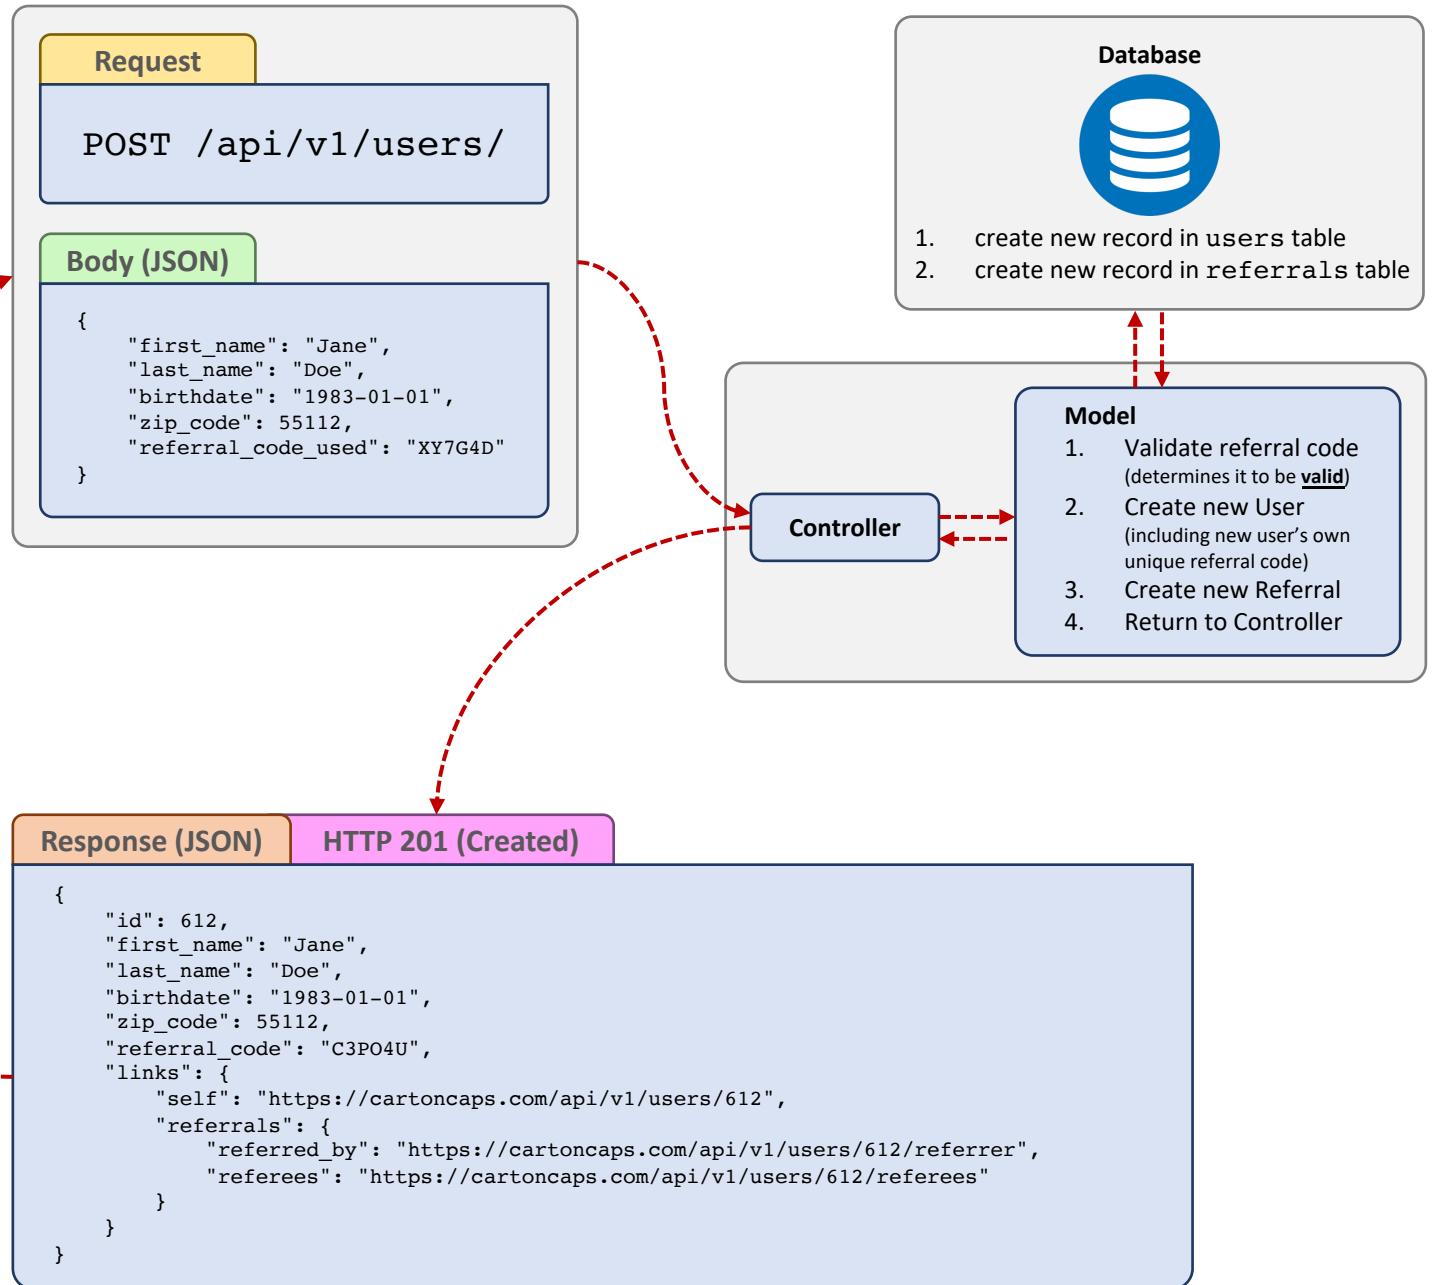 Request
POST /api/v1/users/
Body (JSON)
{
    "first_name": "Jane",
    "last_name": "Doe",
    "birthdate": "1983-01-01",
    "zip_code": 55112,
    "referral_code_used": "XY7G4D"
}
Database
1. create new record in users table
2. create new record in referrals table
Controller
Model
1. Validate referral code
(determines it to be valid)
2. Create new User
(including new user’s own
unique referral code)
3. Create new Referral
4. Return to Controller
Response (JSON)
HTTP 201 (Created)
{
    "id": 612,
    "first_name": "Jane",
    "last_name": "Doe",
    "birthdate": "1983-01-01",
    "zip_code": 55112,
    "referral_code": "C3PO4U",
    "links": {
        "self": "https://cartoncaps.com/api/v1/users/612",
        "referrals": {
            "referred_by": "https://cartoncaps.com/api/v1/users/612/referrer",
            "referees": "https://cartoncaps.com/api/v1/users/612/referees"
        }
    }
}